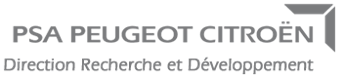 PSA PEUGEOT CITROËN
Direction Recherche et Développement